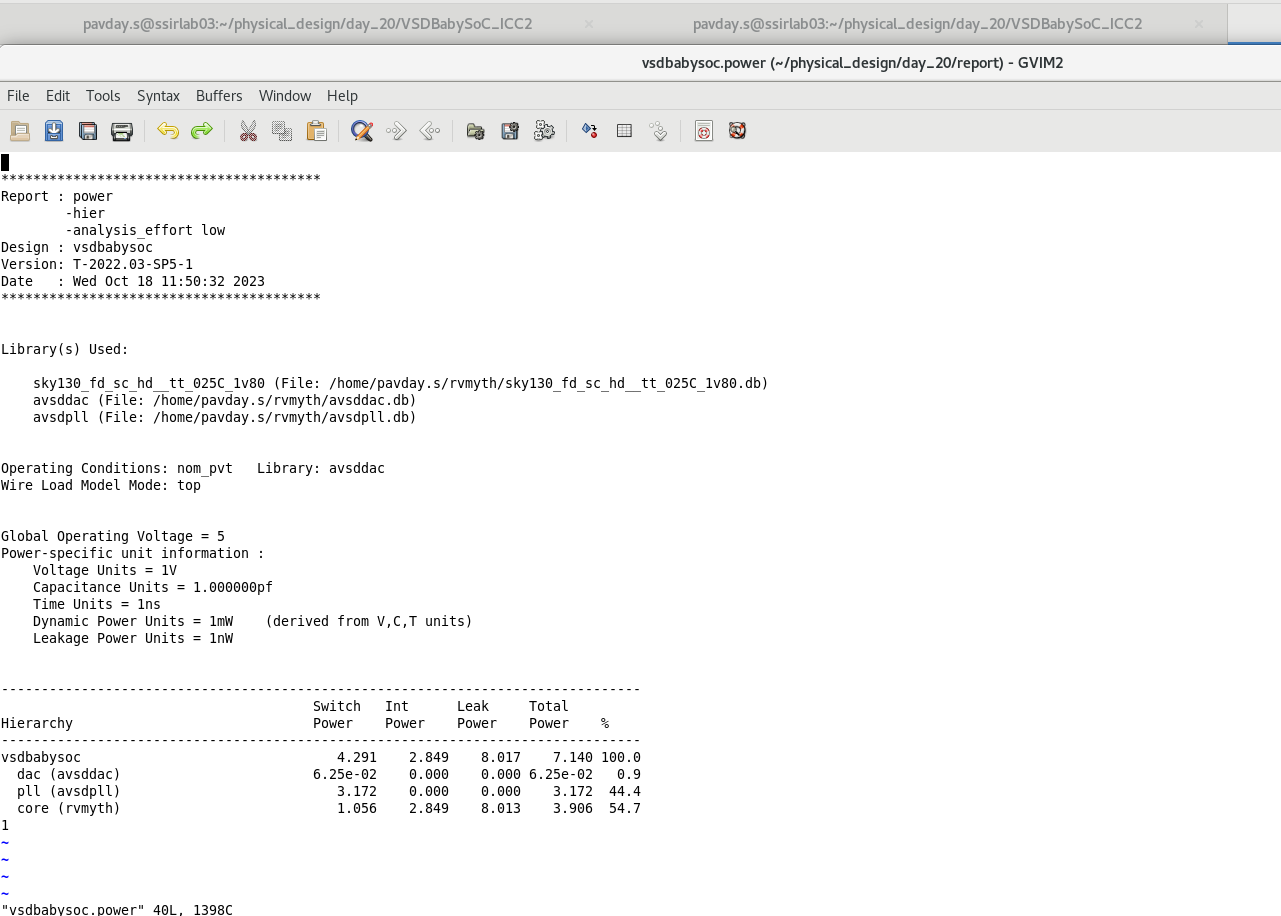 pavday.s@ssirlab03:~/physical_design/day_20/VSDBabySoC_ICC2 × pavday.s@ssirlab03:~/physical_design/day_20/VSDBabySoC_ICC2 ×
vsdbabysoc.power (~/physical_design/day_20/report) - GVIM2
File Edit Tools Syntax Buffers Window Help
****************************************
Report : power
        -hier
        -analysis_effort low
Design : vsdbabysoc
Version: T-2022.03-SP5-1
Date   : Wed Oct 18 11:50:32 2023
****************************************
Library(s) Used:
    sky130_fd_sc_hd__tt_025C_1v80 (File: /home/pavday.s/rvmyth/sky130_fd_sc_hd__tt_025C_1v80.db)
    avsddac (File: /home/pavday.s/rvmyth/avsddac.db)
    avsdpll (File: /home/pavday.s/rvmyth/avsdpll.db)
Operating Conditions: nom_pvt   Library: avsddac
Wire Load Model Mode: top
Global Operating Voltage = 5
Power-specific unit information :
    Voltage Units = 1V
    Capacitance Units = 1.000000pf
    Time Units = 1ns
    Dynamic Power Units = 1mW    (derived from V,C,T units)
    Leakage Power Units = 1nW
--------------------------------------------------------------------------------
                                       Switch   Int      Leak     Total
Hierarchy                              Power    Power    Power    Power    %
--------------------------------------------------------------------------------
vsdbabysoc                                4.291    2.849    8.017    7.140 100.0
  dac (avsddac)                        6.25e-02    0.000    0.000 6.25e-02   0.9
  pll (avsdpll)                           3.172    0.000    0.000    3.172  44.4
  core (rvmyth)                           1.056    2.849    8.013    3.906  54.7
1
~
~
~
~
"vsdbabysoc.power" 40L, 1398C